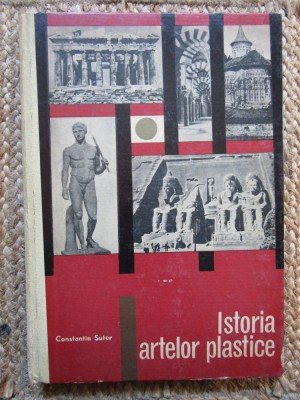 Constantin Suter
Istoria
artelor plastice